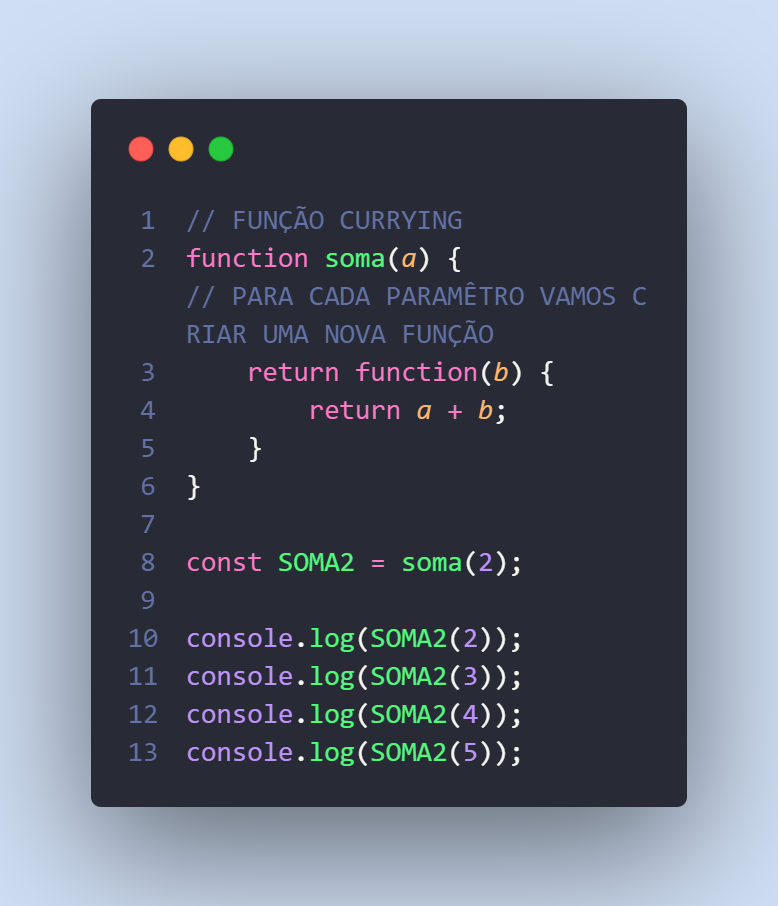 1 // FUNÇÃO CURRYING
2 function soma(a) {
// PARA CADA PARAMÊTRO VAMOS C
RIAR UMA NOVA FUNÇÃO
3     return function(b) {
4         return a + b;
5     }
6 }
7
8 const SOMA2 = soma(2);
9
10 console.log(SOMA2(2));
11 console.log(SOMA2(3));
12 console.log(SOMA2(4));
13 console.log(SOMA2(5));